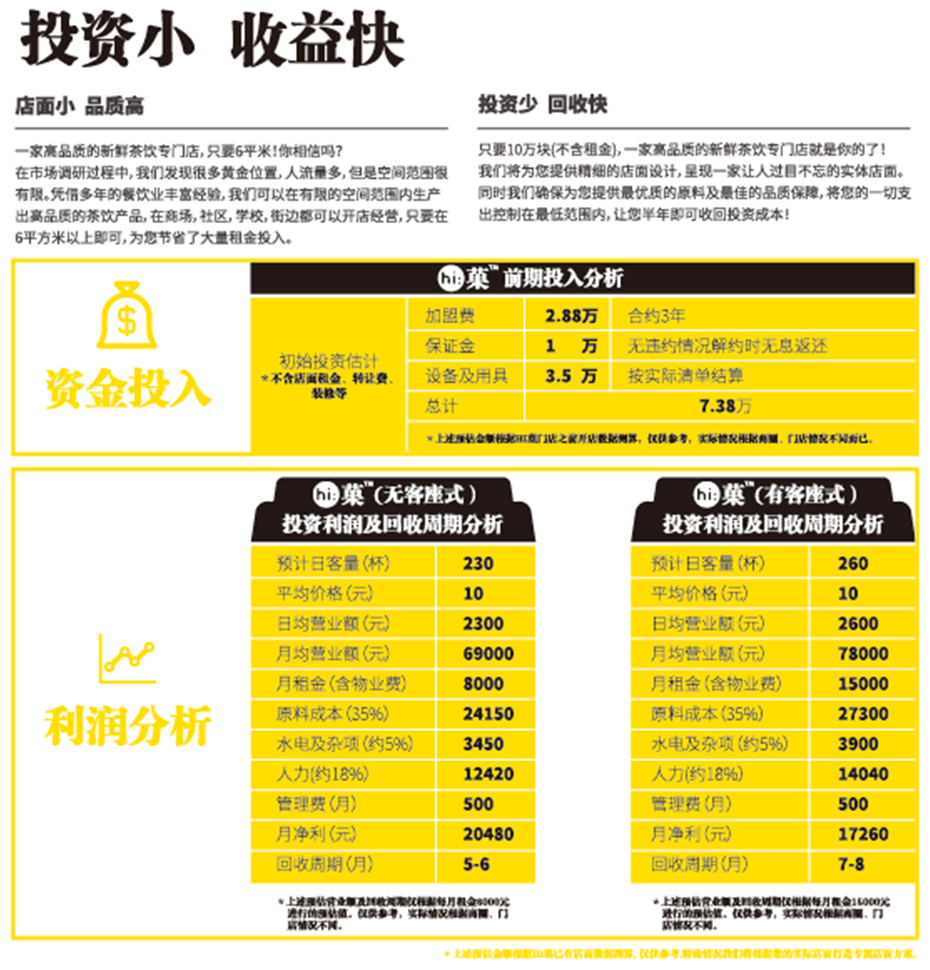 投资小 收益快
店面小 品质高
一家高品质的新鲜茶饮专门店,只要6平米!你相信吗?
在市场调研过程中,我们发现很多黄金位置,人流量多,但是空间范围很
有限。凭借多年的餐饮业丰富经验,我们可以在有限的空间范围内生产
出高品质的茶饮产品,在商场,社区,学校,街边都可以开店经营,只要在
6平方米以上即可,为您节省了大量租金投入。
投资少 回收快
只要10万块(不含租金),一家高品质的新鲜茶饮专门店就是你的了!
我们将为您提供精细的店面设计,呈现一家让人过目不忘的实体店面。
同时我们确保为您提供最优质的原料及最佳的品质保障,将您的一切支
出控制在最低范围内,让您半年即可收回投资成本!
资金投入
hi:菓™前期投入分析
初始投资估计
*不含店面租金、转让费、
装修等
加盟费 2.88万 合约3年
保证金 1 万 无违约情况解约时无息返还
设备及用具 3.5 万 按实际清单结算
总计 7.38万
*上述预估金额根据HI菓门店之前开店数据测算,仅供参考,实际情况根据商圈、门店情况不同而已。
利润分析
hi:菓™(无客座式)
投资利润及回收周期分析
预计日客量(杯) 230
平均价格(元) 10
日均营业额(元) 2300
月均营业额(元) 69000
月租金(含物业费) 8000
原料成本(35%) 24150
水电及杂项(约5%) 3450
人力(约18%) 12420
管理费(月) 500
月净利(元) 20480
回收周期(月) 5-6
*上述预估营业额及回收周期仅根据每月租金8000元
进行的预估值。仅供参考,实际情况根据商圈、门
店情况不同。
hi:菓™(有客座式)
投资利润及回收周期分析
预计日客量(杯) 260
平均价格(元) 10
日均营业额(元) 2600
月均营业额(元) 78000
月租金(含物业费) 15000
原料成本(35%) 27300
水电及杂项(约5%) 3900
人力(约18%) 14040
管理费(月) 500
月净利(元) 17260
回收周期(月) 7-8
*上述预估营业额及回收周期仅根据每月租金15000元
进行的预估值。仅供参考,实际情况根据商圈、门
店情况不同。
*上述预估金额根据hi菓已有店面数据测算,仅供参考,特殊情况我们将根据您的实际店面打造专属店面方案。